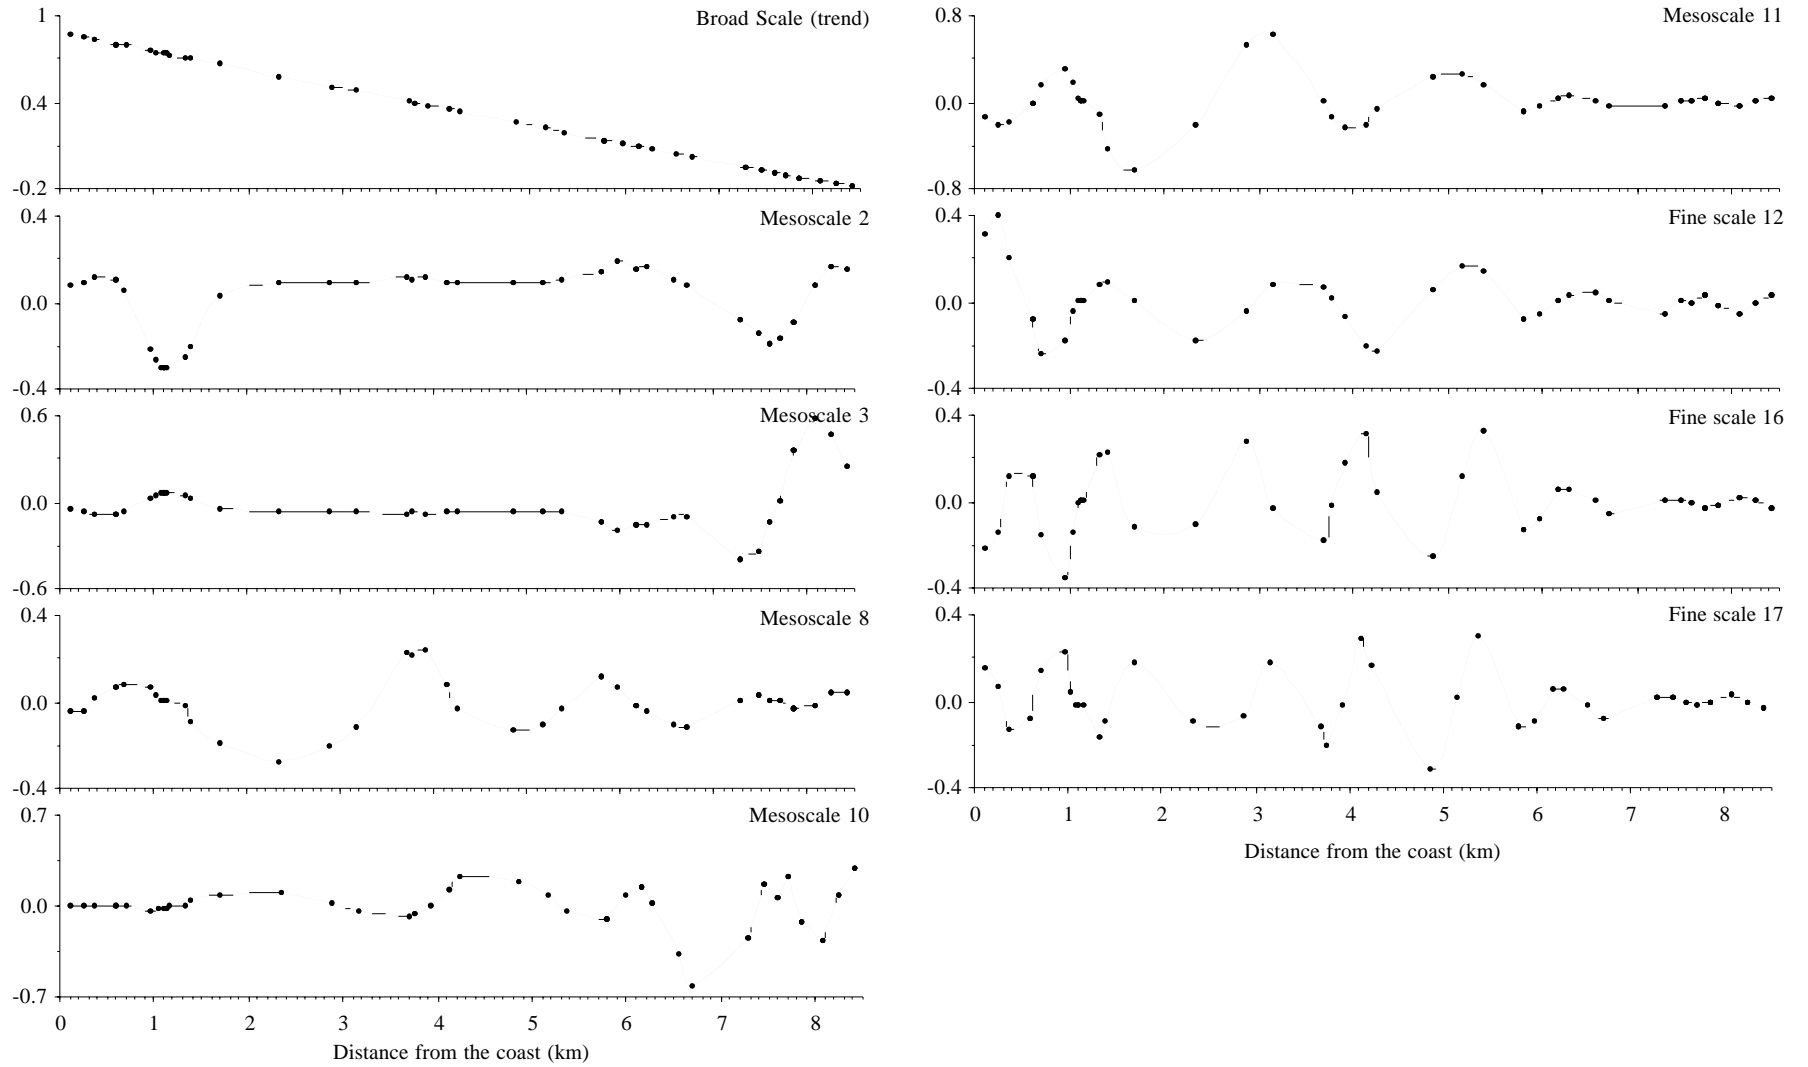 Broad Scale (trend)
1
0.4
-0.2
Mesoscale 2
0.4
0.0
-0.4
Mesoscale 3
0.6
0.0
-0.6
Mesoscale 8
0.4
0.0
-0.4
Mesoscale 10
0.7
0.0
-0.7
0 1 2 3 4 5 6 7 8
Distance from the coast (km)
Mesoscale 11
0.8
0.0
-0.8
Fine scale 12
0.4
0.0
-0.4
Fine scale 16
0.4
0.0
-0.4
Fine scale 17
0.4
0.0
-0.4
0 1 2 3 4 5 6 7 8
Distance from the coast (km)